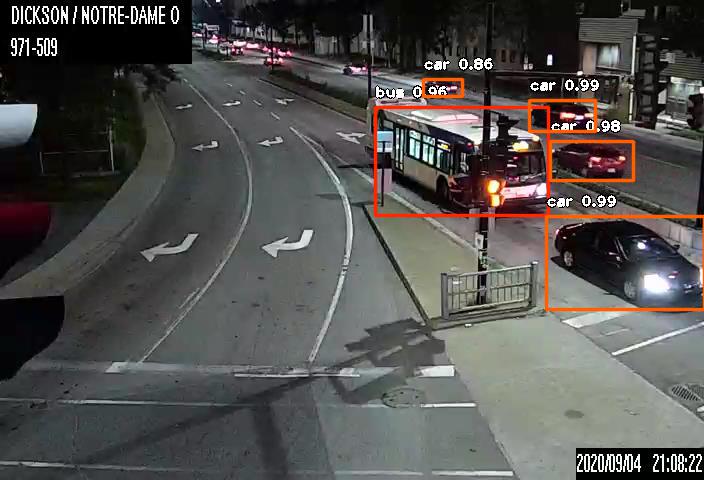 DICKSON / NOTRE-DAME O
971-509
car 0.86
bus 0.96
car 0.99
car 0.98
car 0.99
2020/09/04 21:08:22